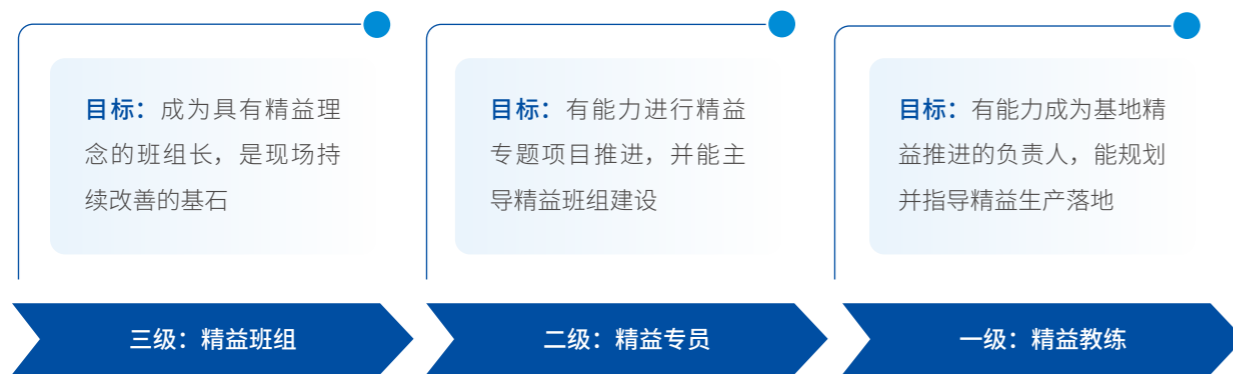 目标：成为具有精益理
念的班组长，是现场持
续改善的基石
三级：精益班组
目标：有能力进行精益
专题项目推进，并能主
导精益班组建设
二级：精益专员
目标：有能力成为基地精
益推进的负责人，能规划
并指导精益生产落地
一级：精益教练